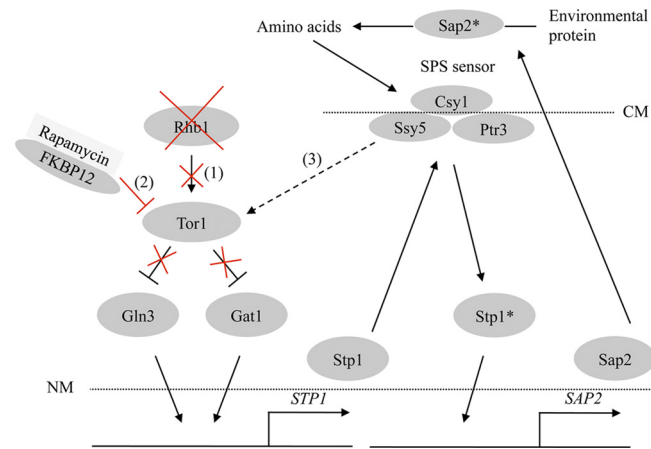 Amino acids
Sap2*
Environmental
protein
SPS sensor
Csy1
CM
Rhb1
Ssy5
Ptr3
Rapamycin
FKBP12
(1)
(2)
(3)
Tor1
Gln3
Gat1
Stp1
Stp1*
Sap2
NM
STP1
SAP2